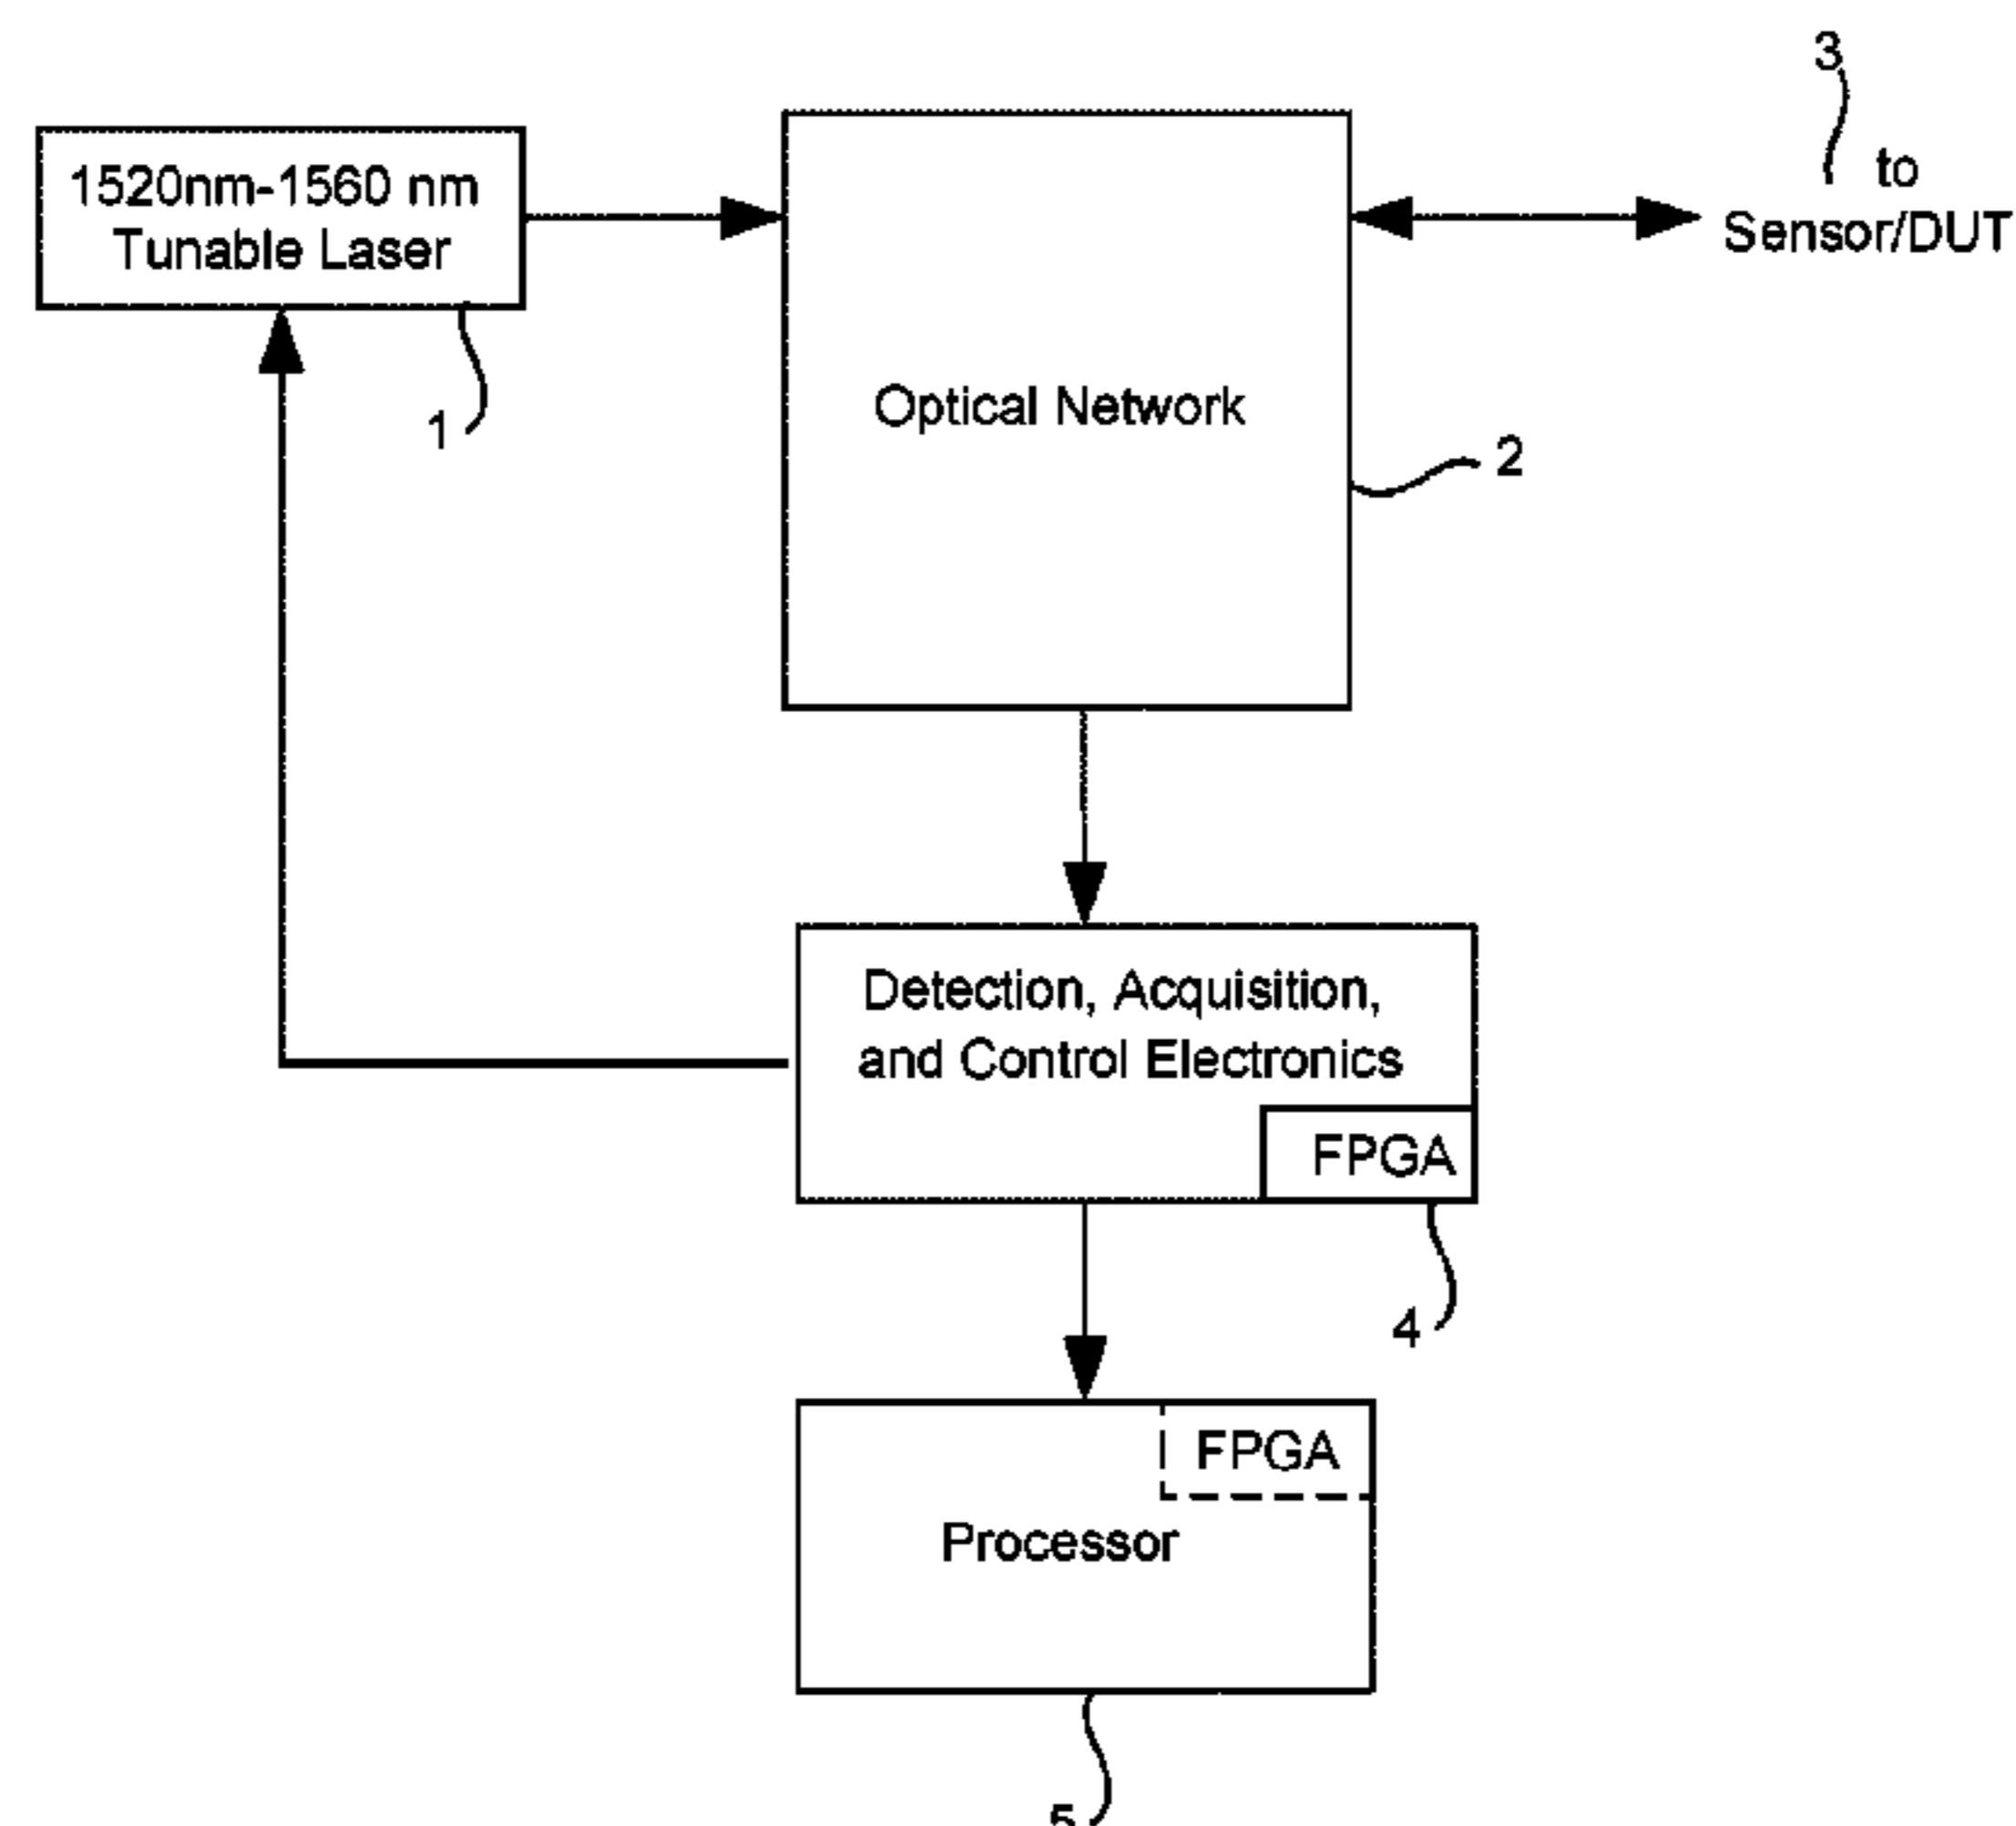 3
1520nm-1560 nm
Tunable Laser
to
Sensor/DUT
1
Optical Network
2
Detection, Acquisition,
and Control Electronics
FPGA
4
FPGA
Processor
5